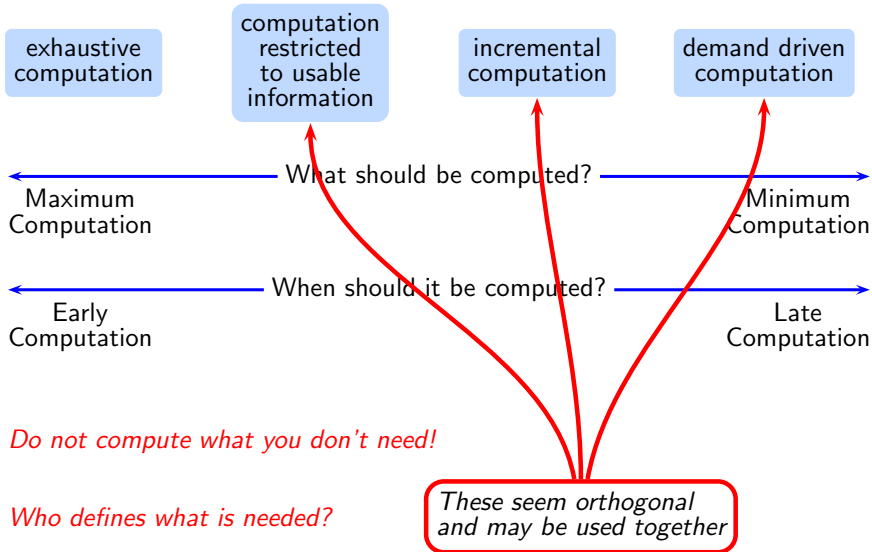 exhaustive
computation
computation
restricted
to usable
information
incremental
computation
demand driven
computation
What should be computed?
Maximum
Computation
Minimum
Computation
When should it be computed?
Early
Computation
Late
Computation
Do not compute what you don't need!
Who defines what is needed?
These seem orthogonal
and may be used together